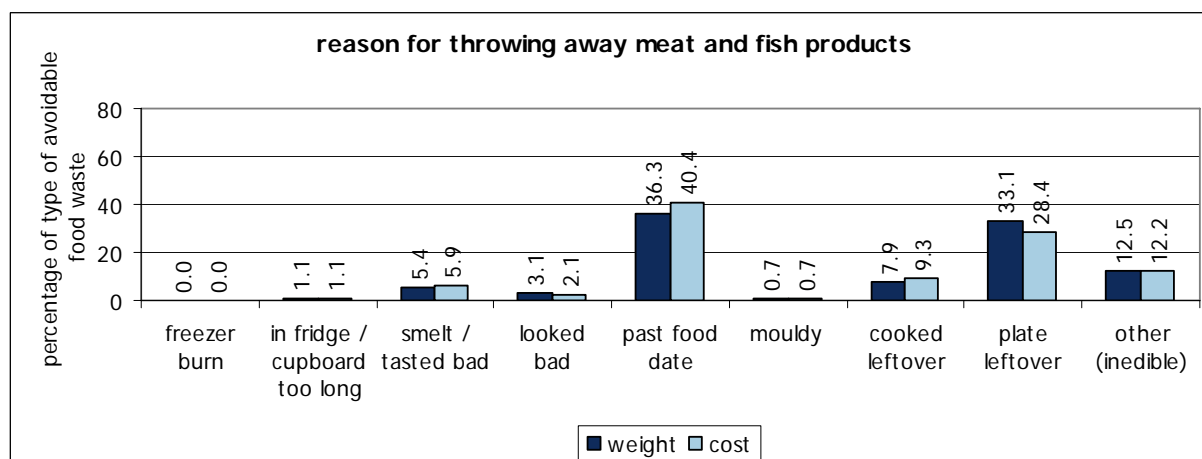 reason for throwing away meat and fish products
percentage of type of avoidable
food waste
80
60
40
20
0
0.0 0.0
1.1 1.1
5.4 5.9
3.1 2.1
36.3 40.4
0.7 0.7
7.9 9.3
33.1 28.4
12.5 12.2
freezer
burn
in fridge /
cupboard
too long
smelt /
tasted bad
looked
bad
past food
date
mouldy
cooked
leftover
plate
leftover
other
(inedible)
weight cost